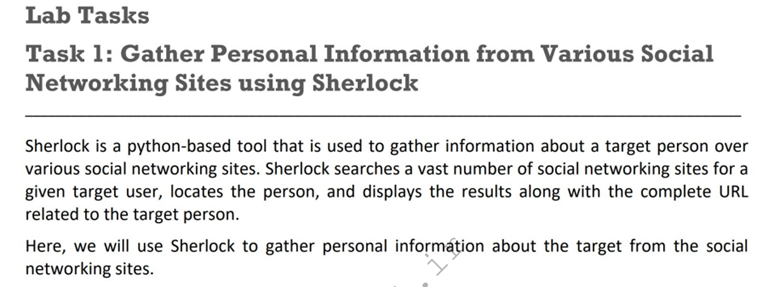 Lab Tasks
Task 1: Gather Personal Information from Various Social
Networking Sites using Sherlock
Sherlock is a python-based tool that is used to gather information about a target person over
various social networking sites. Sherlock searches a vast number of social networking sites for a
given target user, locates the person, and displays the results along with the complete URL
related to the target person.
Here, we will use Sherlock to gather personal information about the target from the social
networking sites.